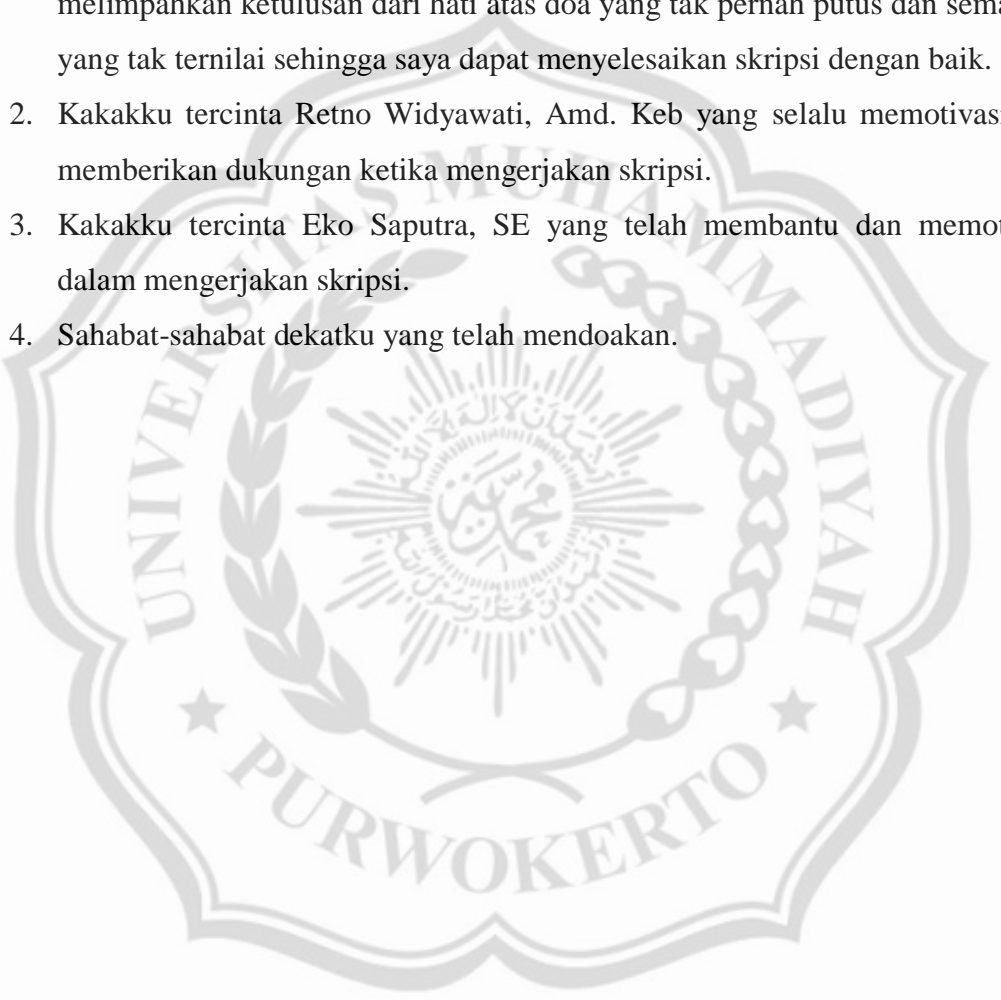 melimpahkan ketulusan dari hati atas doa yang tak pernah putus dan
yang tak ternilai sehingga saya dapat menyelesaikan skripsi dengan baik.
2. Kakakku tercinta Retno Widyawati, Amd. Keb yang selalu
memberikan dukungan ketika mengerjakan skripsi.
3. Kakakku tercinta Eko Saputra, SE yang telah membantu dan
dalam mengerjakan skripsi.
4. Sahabat-sahabat dekatku yang telah mendoakan.
UNIVERSITAS MUHAMMADIYAH
PURWOKERTO